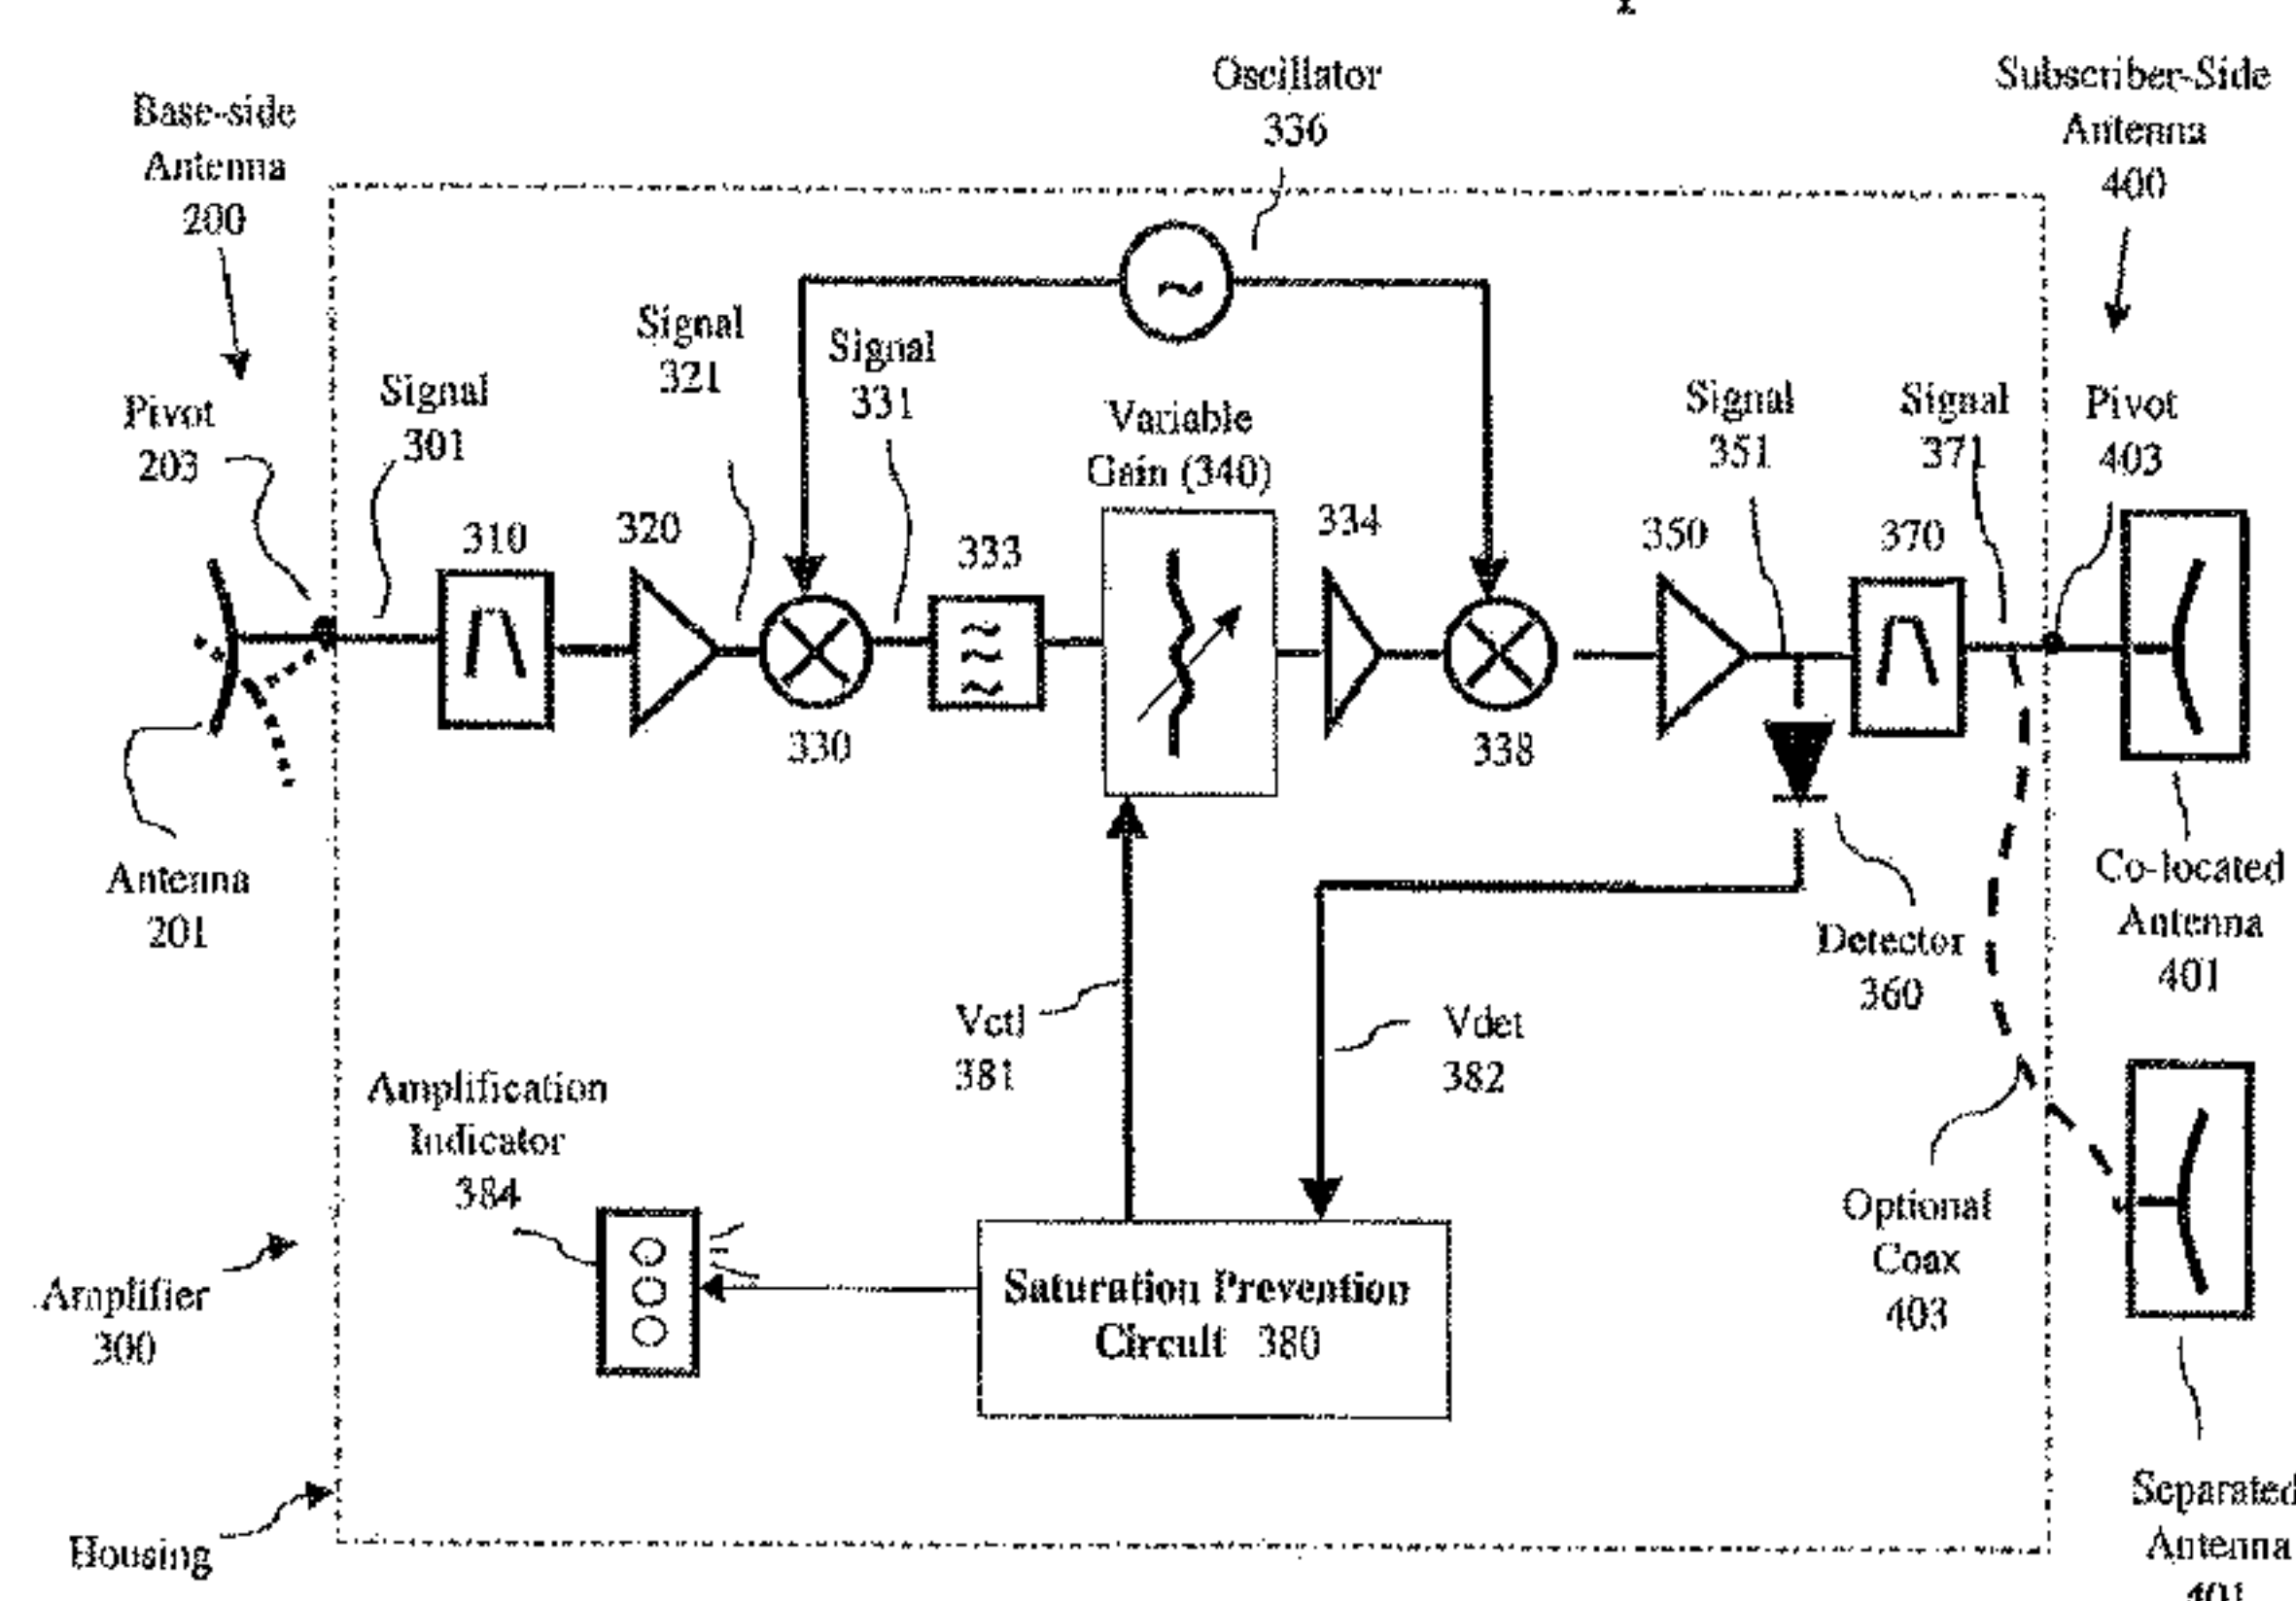 Oscillator
336
Subscriber-Side
Antenna
400
Base-side
Antenna
200
Signal
321
Signal
331
Signal
301
Pivot
203
Variable
Gain (340)
Signal
351
Signal
371
Pivot
403
310
320
333
334
350
370
330
338
Antenna
201
Detector
360
Co-located
Antenna
401
Vctl
381
Vdet
382
Amplification
Indicator
384
Optional
Coax
403
Amplifier
300
Saturation Prevention
Circuit 380
Housing
Separated
Antenna
401